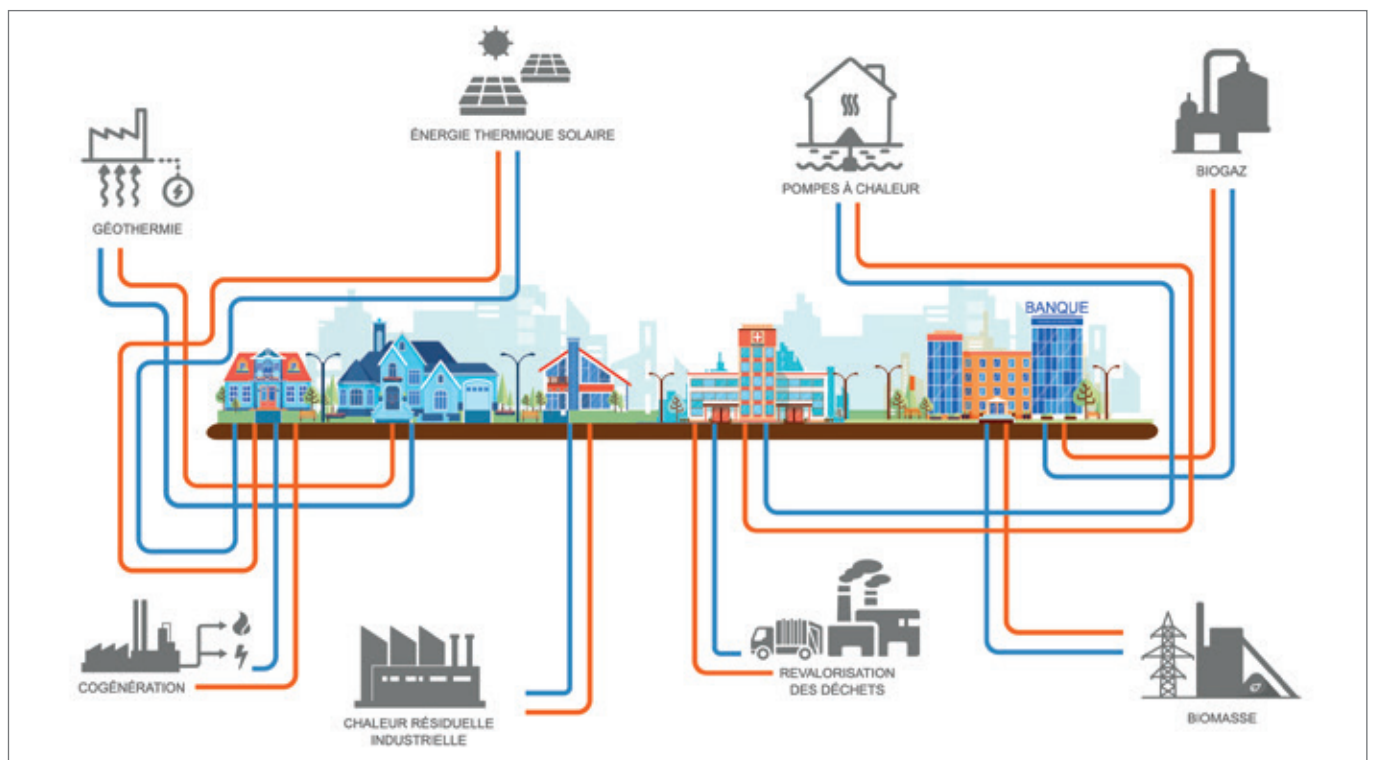 ÉNERGIE THERMIQUE SOLAIRE
POMPES À CHALEUR
BIOGAZ
GÉOTHERMIE
BANQUE
COGÉNÉRATION
CHALEUR RÉSIDUELLE
INDUSTRIELLE
REVALORISATION
DES DÉCHETS
BIOMASSE